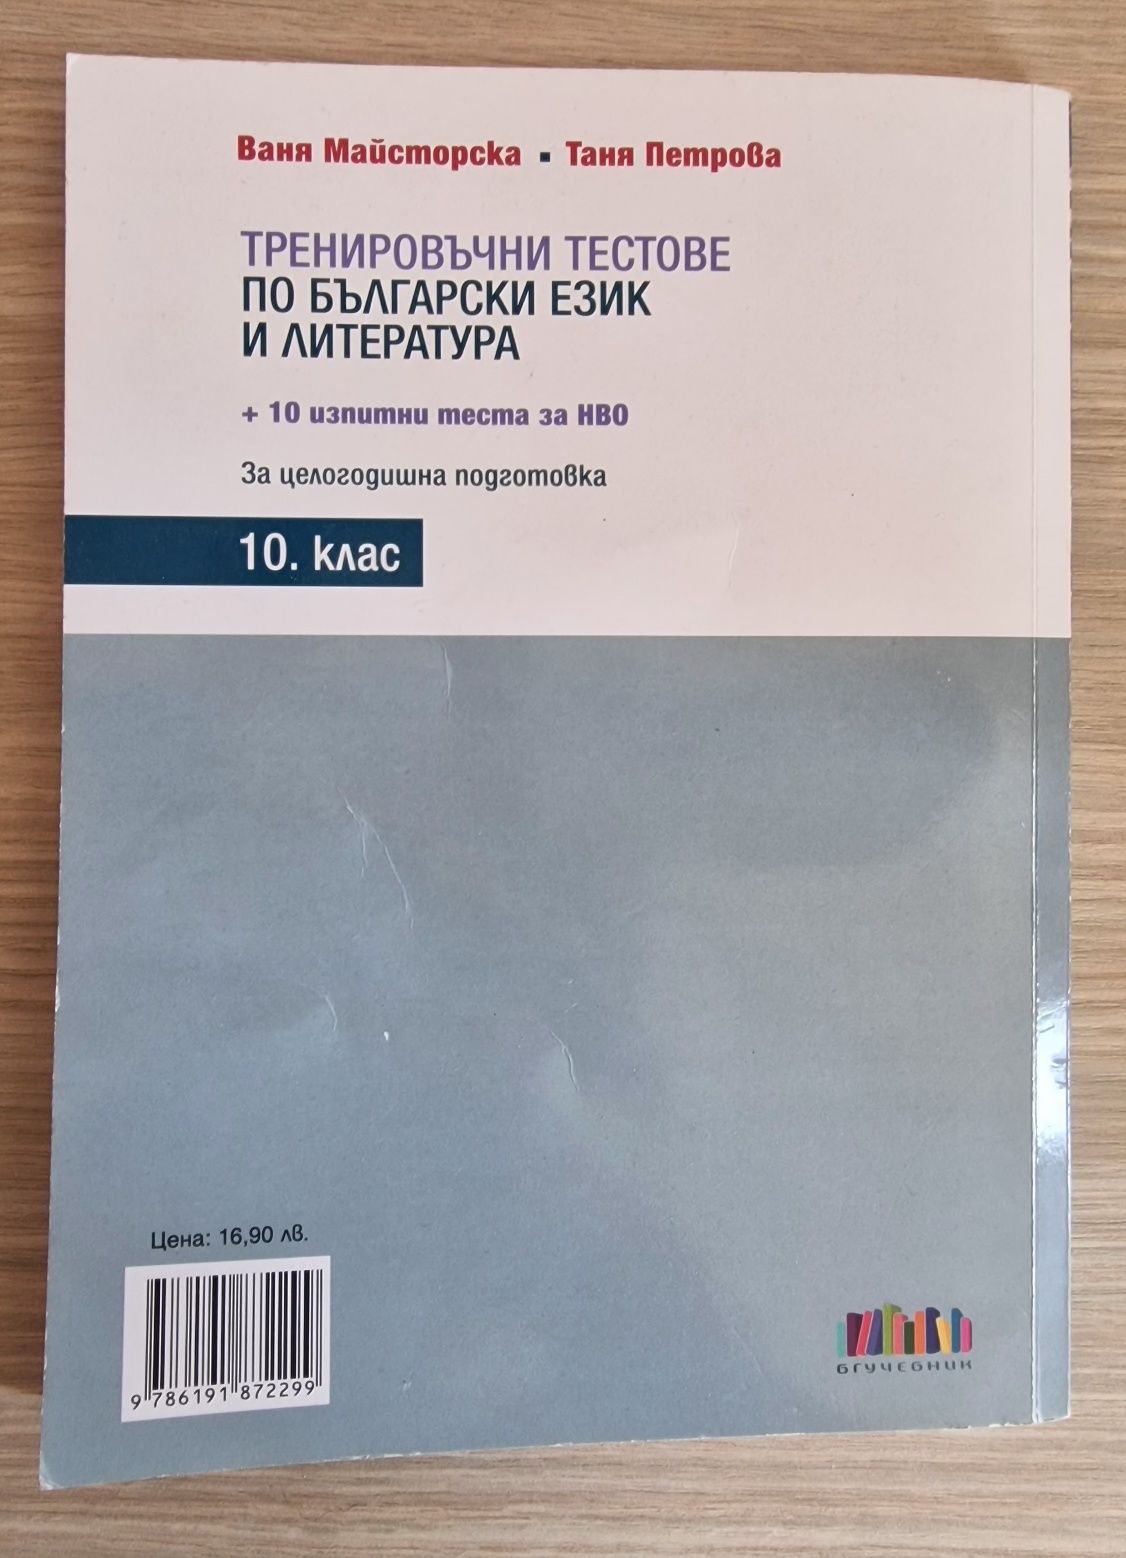 Ваня Майсторска ▪ Таня Петрова
ТРЕНИРОВЪЧНИ ТЕСТОВЕ
ПО БЪЛГАРСКИ ЕЗИК
И ЛИТЕРАТУРА
+ 10 изпитни теста за НВО
За целогодишна подготовка
10. клас
Цена: 16,90 лв.
9 786191 872299
БГУЧЕБНИК